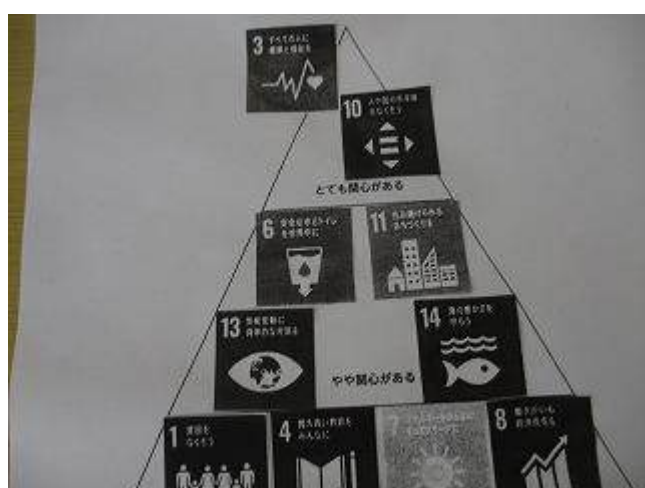 3 すべての人に
健康と福祉を
10 人や国の不平等
をなくそう
とても関心がある
6 安全な水とトイレ
を世界中に
11 住み続けられる
まちづくりを
13 気候変動に
具体的な対策を
14 海の豊かさを
守ろう
やや関心がある
1 貧困を
なくそう
4 質の高い教育を
みんなに
7
8 働きがいも
経済成長も